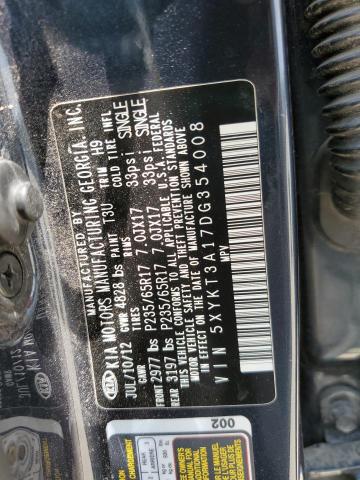 MANUFACTURED BY
KIA MOTORS MANUFACTURING GEORGIA, INC.
JUL/10/12 PAINT T3U H9
GVWR 4828 lbs RIMS COLD TIRE INFL
FRONT 2977 lbs P235/65R17 7.0JX17 33psi SINGLE
REAR 3197 lbs P235/65R17 7.0JX17 33psi SINGLE
THIS VEHICLE CONFORMS TO ALL APPLICABLE U.S.A. FEDERAL
MOTOR VEHICLE SAFETY AND THEFT PREVENTION STANDARDS
IN EFFECT ON THE DATE OF MANUFACTURE SHOWN ABOVE.
MPV
VIN 5XYKT3A17DG354008
002
KIA